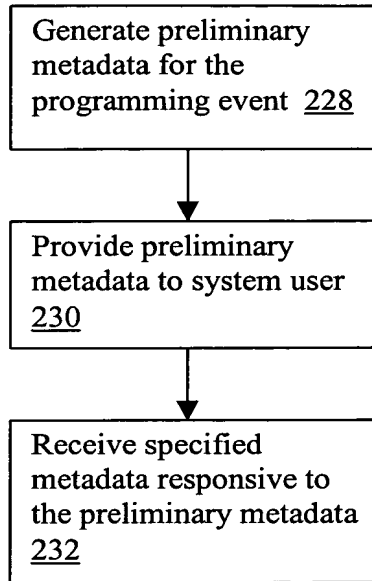 Generate preliminary
metadata for the
programming event 228
Provide preliminary
metadata to system user
230
Receive specified
metadata responsive to
the preliminary metadata
232